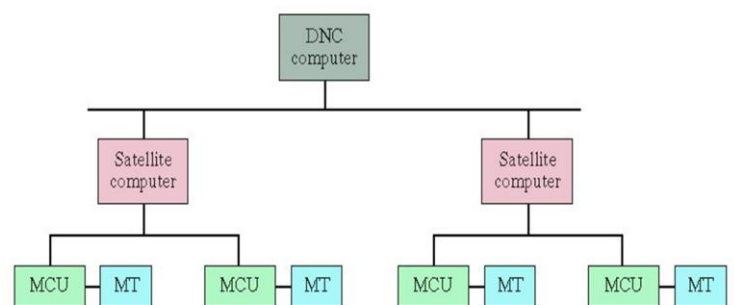 DNC
computer
Satellite
computer
Satellite
computer
MCU MT MCU MT MCU MT MCU MT